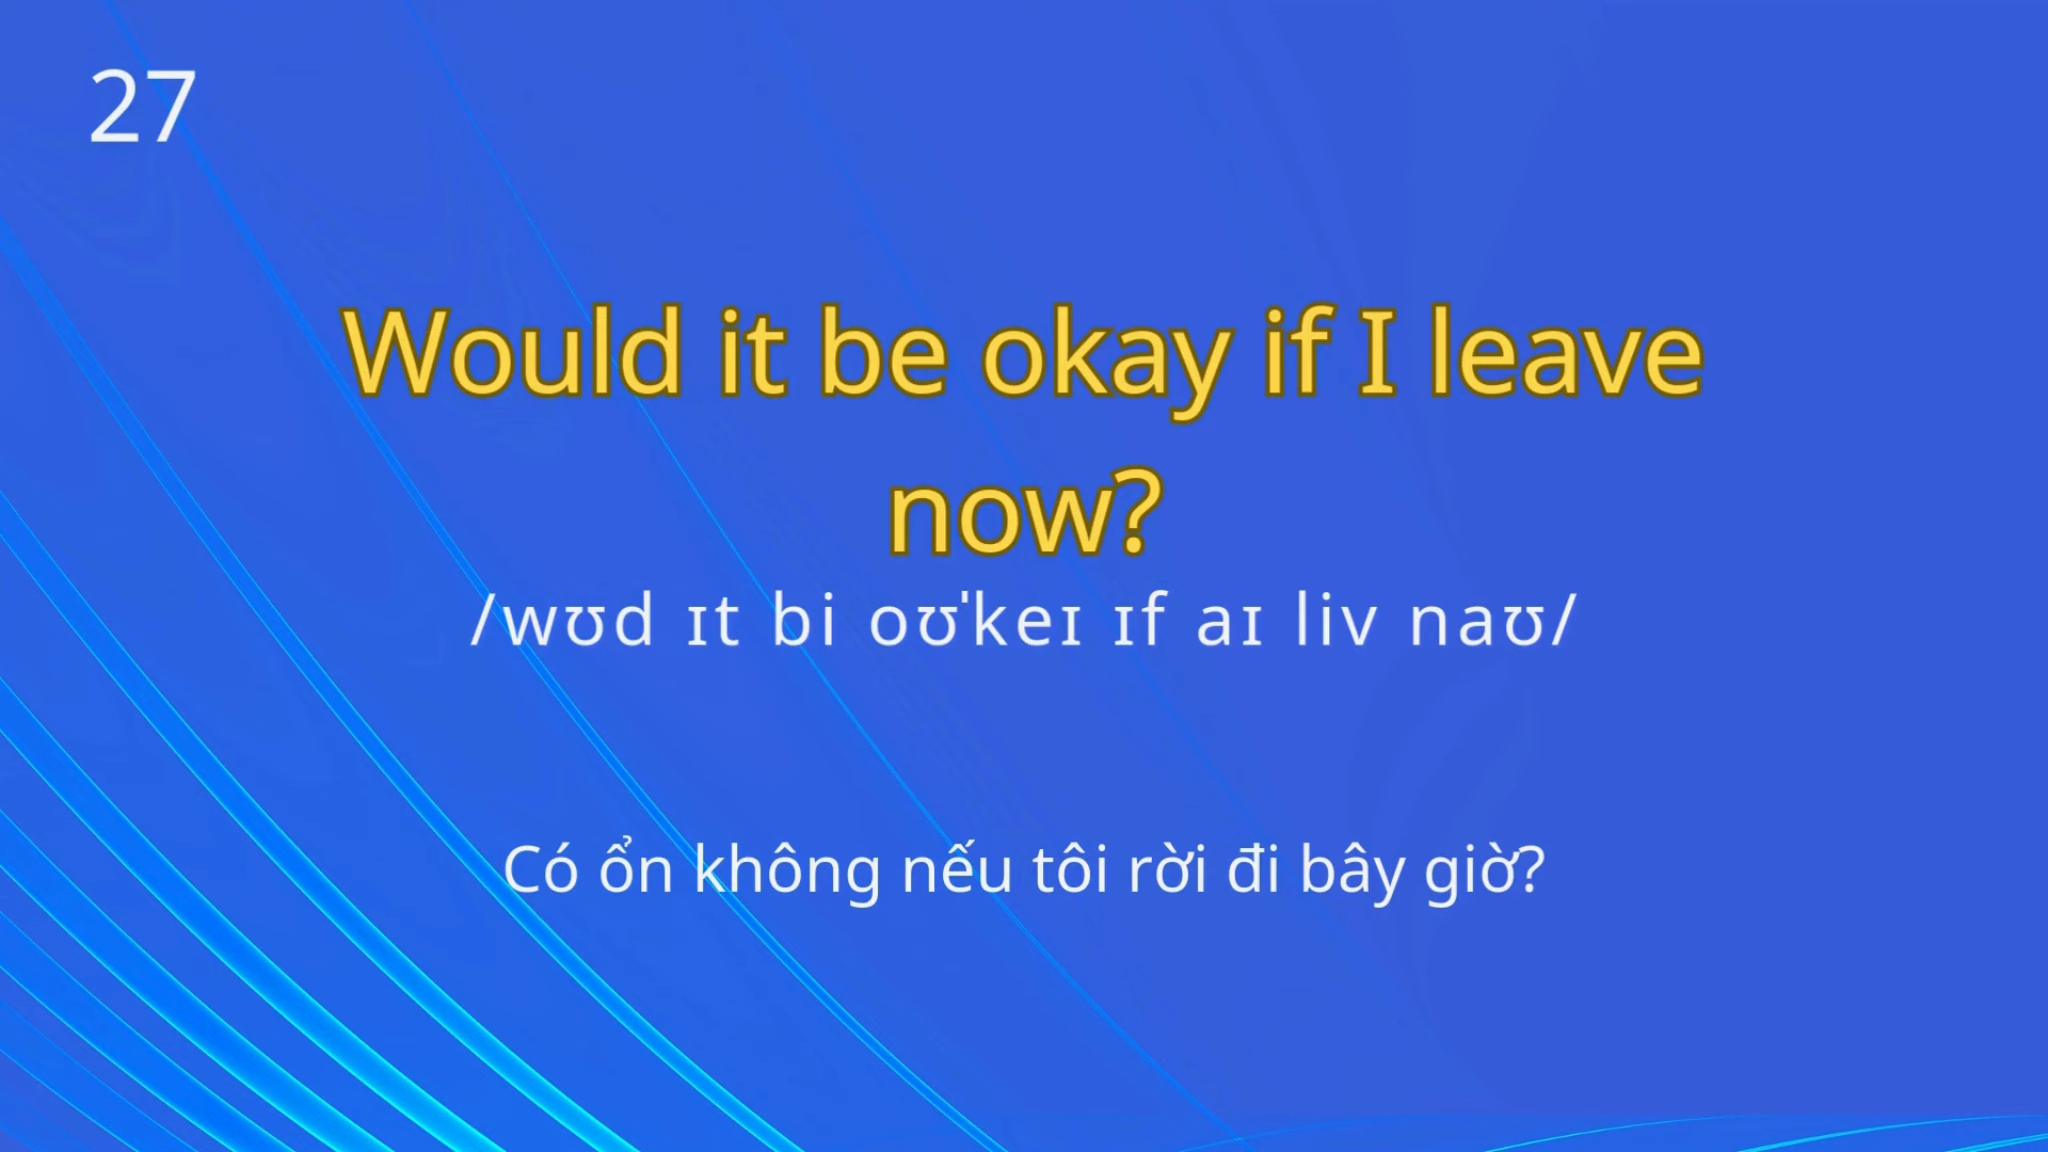 27
Would it be okay if I leave
now?
/wʊd ɪt bi oʊˈkeɪ ɪf aɪ liv naʊ/
Có ổn không nếu tôi rời đi bây giờ?